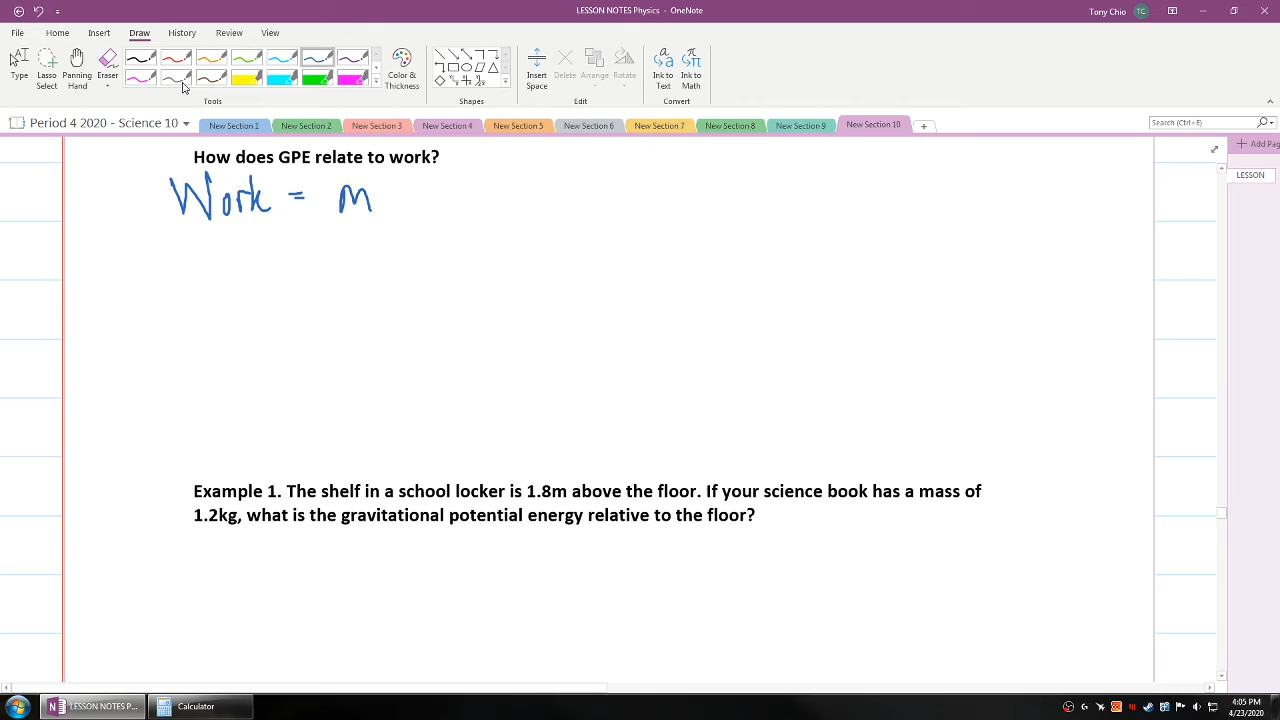 LESSON NOTES Physics - OneNote
Tony Chio TC
File Home Insert Draw History Review View
Type Lasso Select Panning Hand Eraser Color & Thickness Insert Space Delete Arrange Rotate Ink to Text Ink to Math
Tools Shapes Edit Convert
Period 4 2020 - Science 10 New Section 1 New Section 2 New Section 3 New Section 4 New Section 5 New Section 6 New Section 7 New Section 8 New Section 9 New Section 10 Search (Ctrl+E)
Add Pag
LESSON
How does GPE relate to work?
Work = m
Example 1. The shelf in a school locker is 1.8m above the floor. If your science book has a mass of
1.2kg, what is the gravitational potential energy relative to the floor?
LESSON NOTES P... Calculator 4:05 PM
4/23/2020